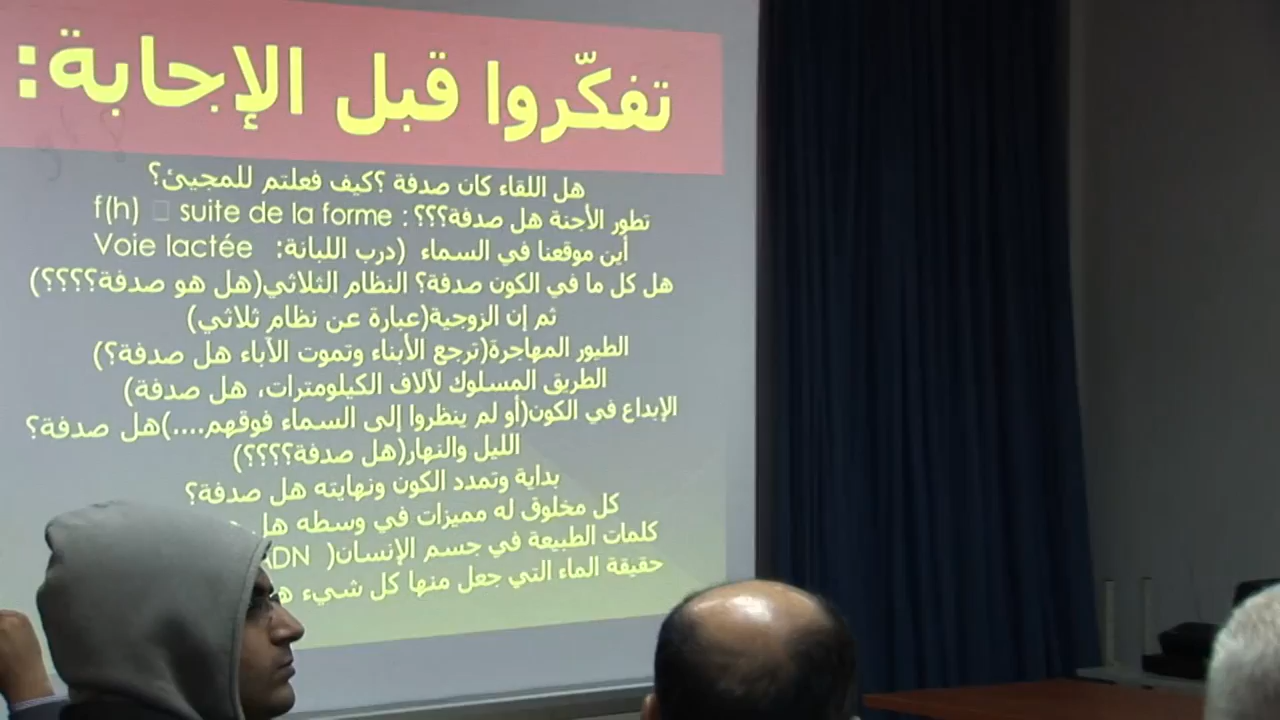 تفكّروا قبل الإجابة:
هل اللقاء كان صدفة ؟كيف فعلتم للمجيئ؟
تطور الأجنة هل صدفة؟؟؟ : f(h) □ suite de la forme
أين موقعنا في السماء (درب اللبانة: Voie lactée
هل كل ما في الكون صدفة؟ النظام الثلاثي(هل هو صدفة؟؟؟؟)
ثم إن الزوجية(عبارة عن نظام ثلاثي)
الطيور المهاجرة(ترجع الأبناء وتموت الآباء هل صدفة؟)
الطريق المسلوك لآلاف الكيلومترات، هل صدفة)
الإبداع في الكون(أو لم ينظروا إلى السماء فوقهم....)هل صدفة؟
الليل والنهار(هل صدفة؟؟؟؟)
بداية وتمدد الكون ونهايته هل صدفة؟
كل مخلوق له مميزات في وسطه هل
كلمات الطبيعة في جسم الإنسان( ADN
حقيقة الماء التي جعل منها كل شيء